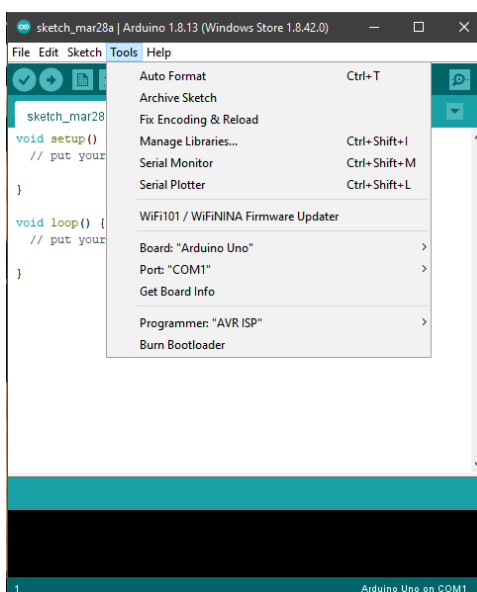 sketch_mar28a | Arduino 1.8.13 (Windows Store 1.8.42.0)
File Edit Sketch Tools Help
Auto Format Ctrl+T
Archive Sketch
sketch_mar28
Fix Encoding & Reload
void setup()
Manage Libraries... Ctrl+Shift+I
// put your
Serial Monitor Ctrl+Shift+M
Serial Plotter Ctrl+Shift+L
}
WiFi101 / WiFiNINA Firmware Updater
void loop() {
// put your
Board: "Arduino Uno"
Port: "COM1"
}
Get Board Info
Programmer: "AVR ISP"
Burn Bootloader
1 Arduino Uno on COM1